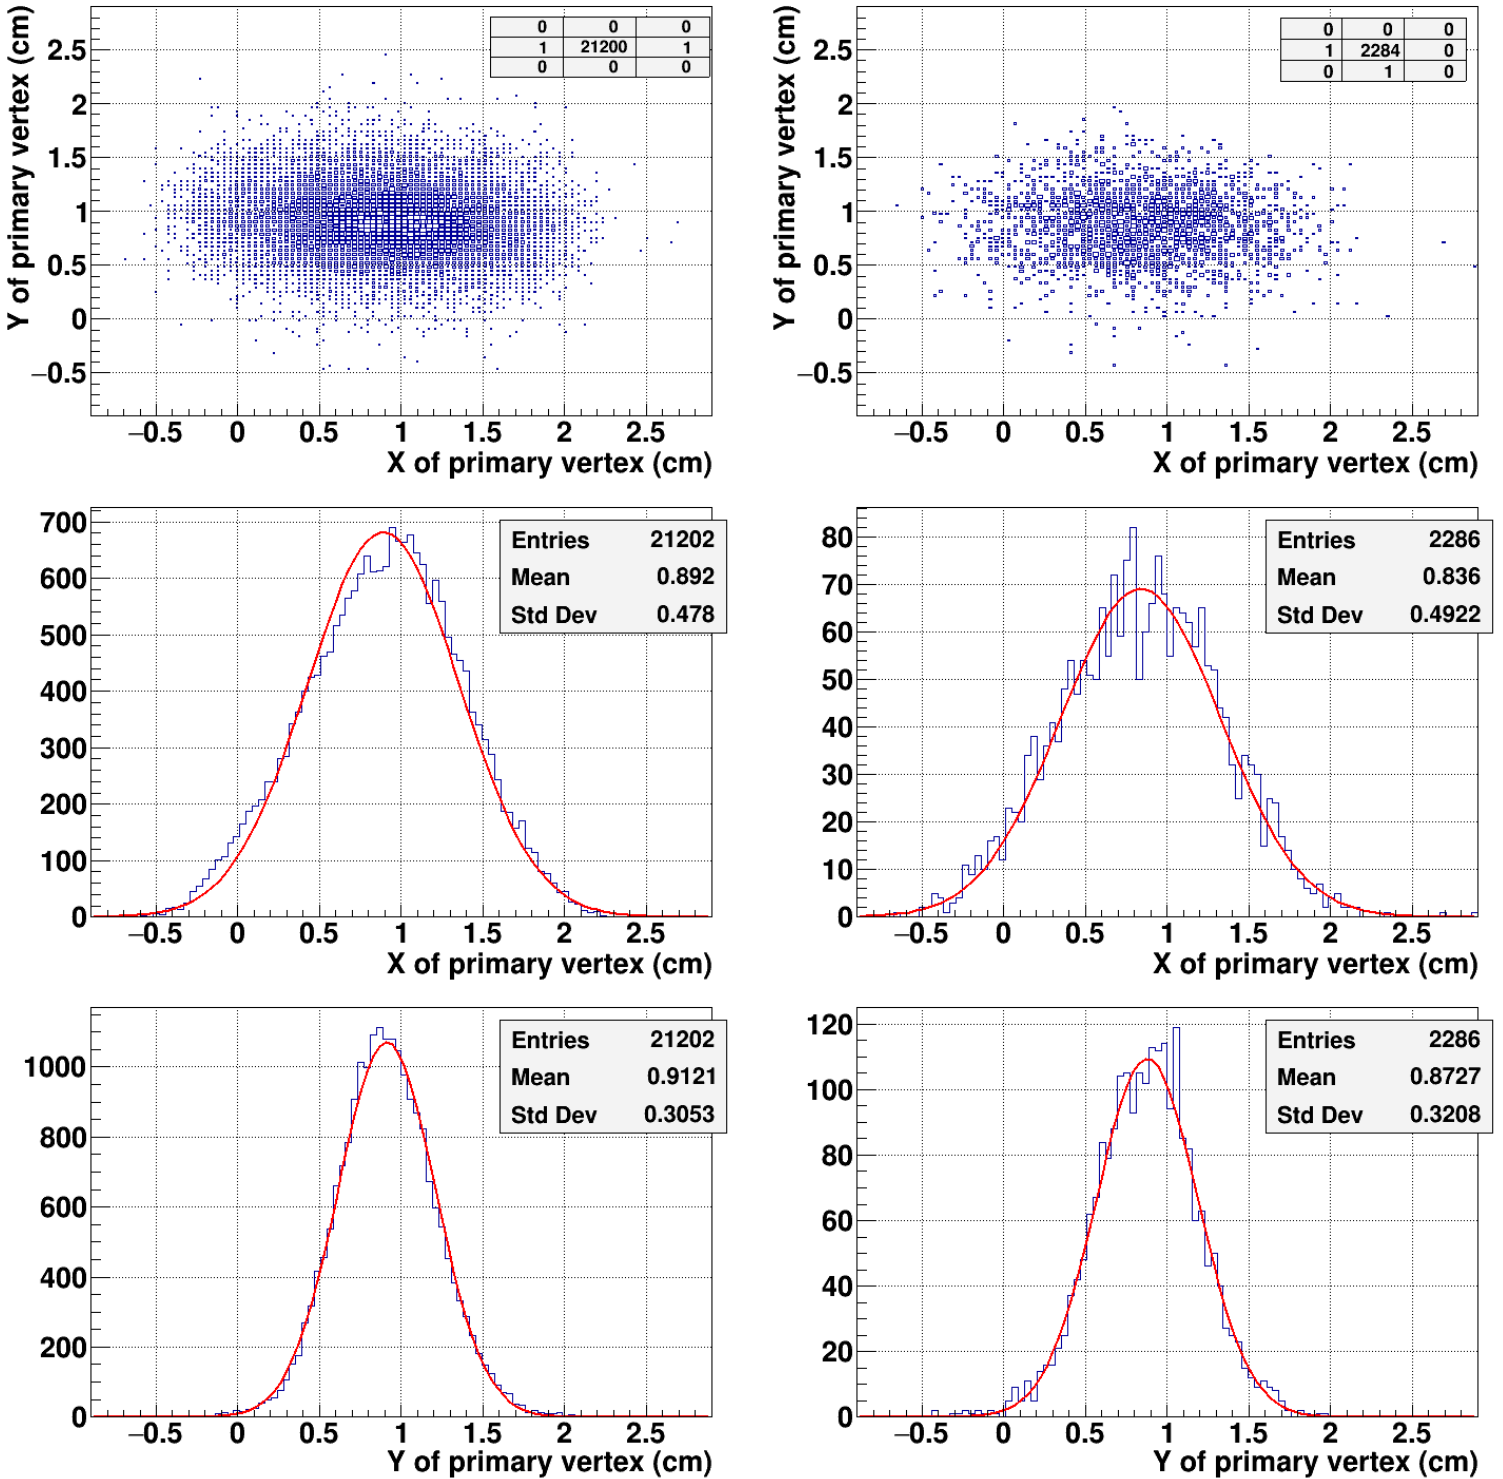 Y of primary vertex (cm)
2.5
2
1.5
1
0.5
0
−0.5
0 0 0
1 21200 1
0 0 0
−0.5 0 0.5 1 1.5 2 2.5
X of primary vertex (cm)
Y of primary vertex (cm)
2.5
2
1.5
1
0.5
0
−0.5
0 0 0
1 2284 0
0 1 0
−0.5 0 0.5 1 1.5 2 2.5
X of primary vertex (cm)
700
600
500
400
300
200
100
0
Entries 21202
Mean 0.892
Std Dev 0.478
−0.5 0 0.5 1 1.5 2 2.5
X of primary vertex (cm)
80
70
60
50
40
30
20
10
0
Entries 2286
Mean 0.836
Std Dev 0.4922
−0.5 0 0.5 1 1.5 2 2.5
X of primary vertex (cm)
1000
800
600
400
200
0
Entries 21202
Mean 0.9121
Std Dev 0.3053
−0.5 0 0.5 1 1.5 2 2.5
Y of primary vertex (cm)
120
100
80
60
40
20
0
Entries 2286
Mean 0.8727
Std Dev 0.3208
−0.5 0 0.5 1 1.5 2 2.5
Y of primary vertex (cm)